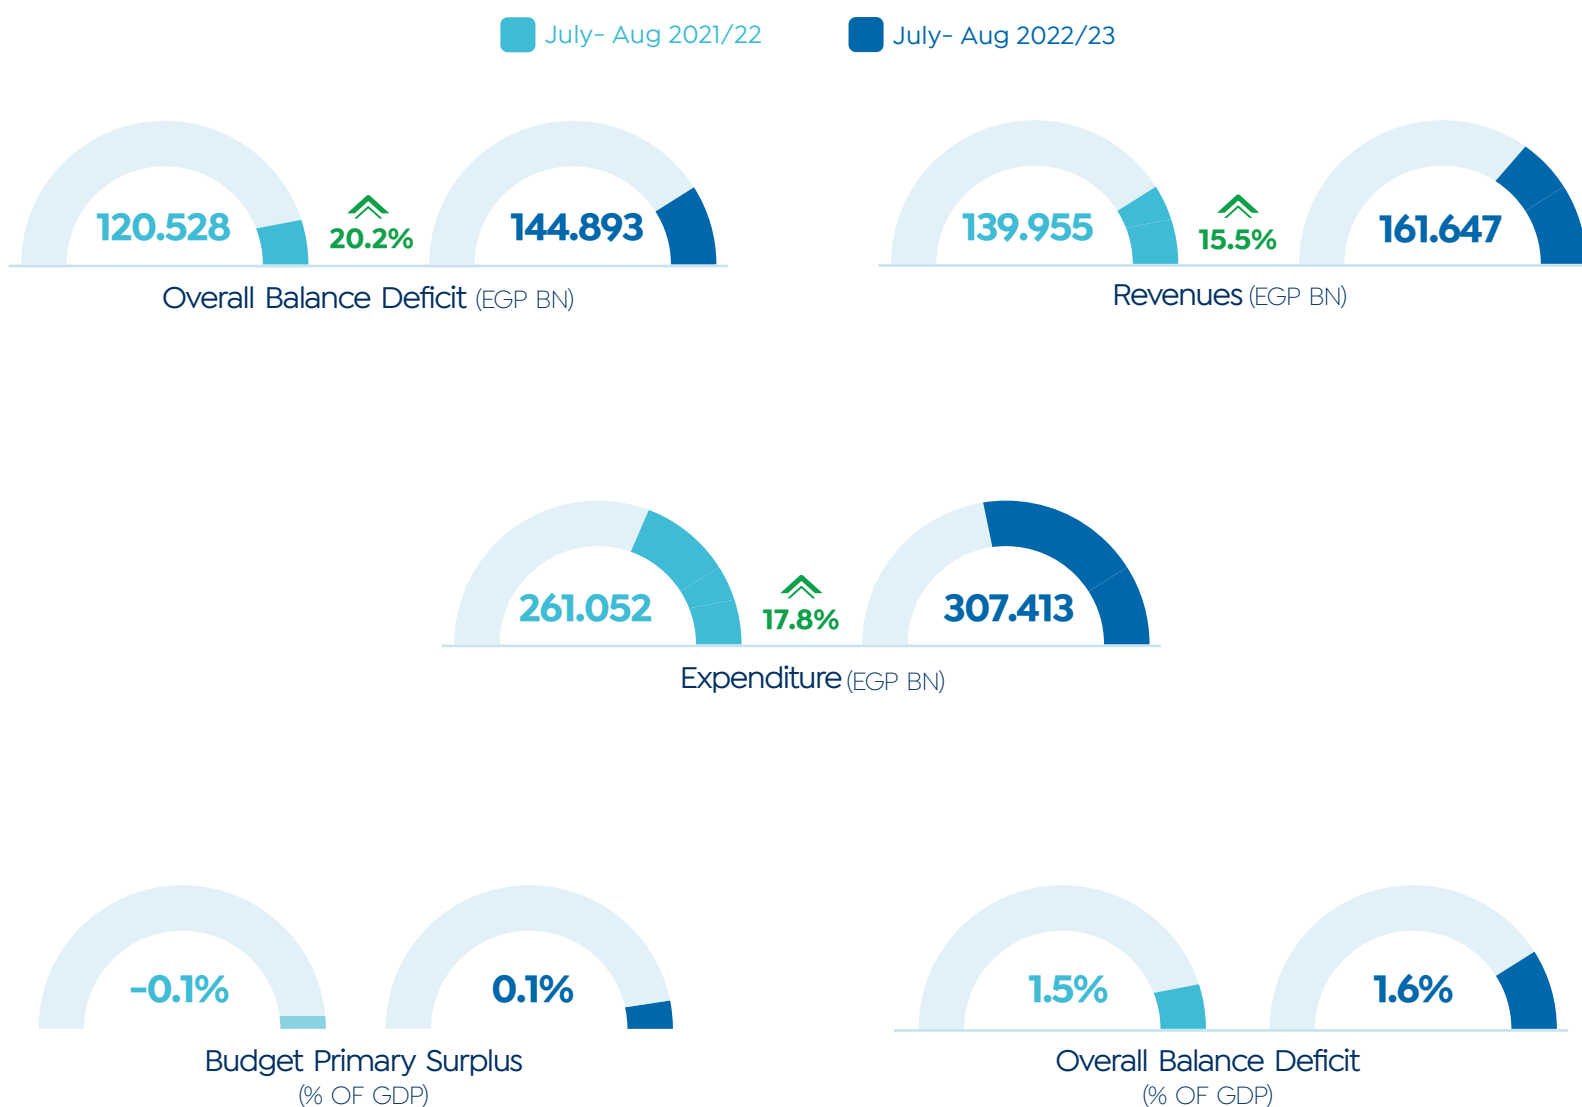 July- Aug 2021/22
July- Aug 2022/23
120.528
20.2%
144.893
Overall Balance Deficit (EGP BN)
139.955
15.5%
161.647
Revenues (EGP BN)
261.052
17.8%
307.413
Expenditure (EGP BN)
-0.1%
0.1%
Budget Primary Surplus
(% OF GDP)
1.5%
1.6%
Overall Balance Deficit
(% OF GDP)